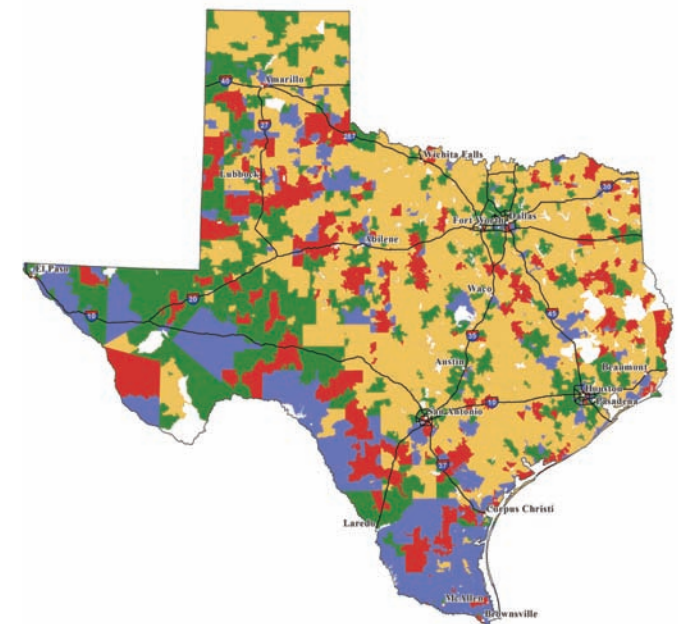 Amarillo
40
27
287
Wichita Falls
Lubbock
30
Fort Worth
Dallas
Abilene
El Paso
20
Waco
10
45
35
Austin
Beaumont
Houston
Pasadena
10
San Antonio
37
Corpus Christi
Laredo
McAllen
Brownsville